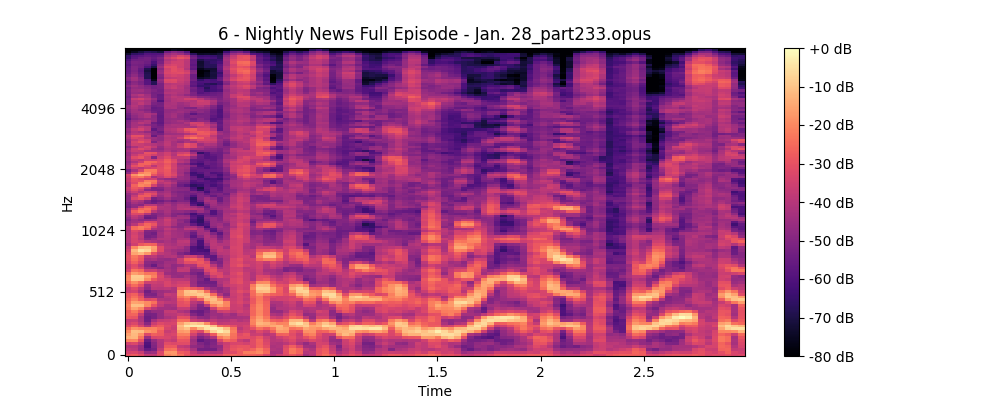 6 - Nightly News Full Episode - Jan. 28_part233.opus
Hz
4096
2048
1024
512
0
0
0.5
1
1.5
2
2.5
Time
+0 dB
-10 dB
-20 dB
-30 dB
-40 dB
-50 dB
-60 dB
-70 dB
-80 dB